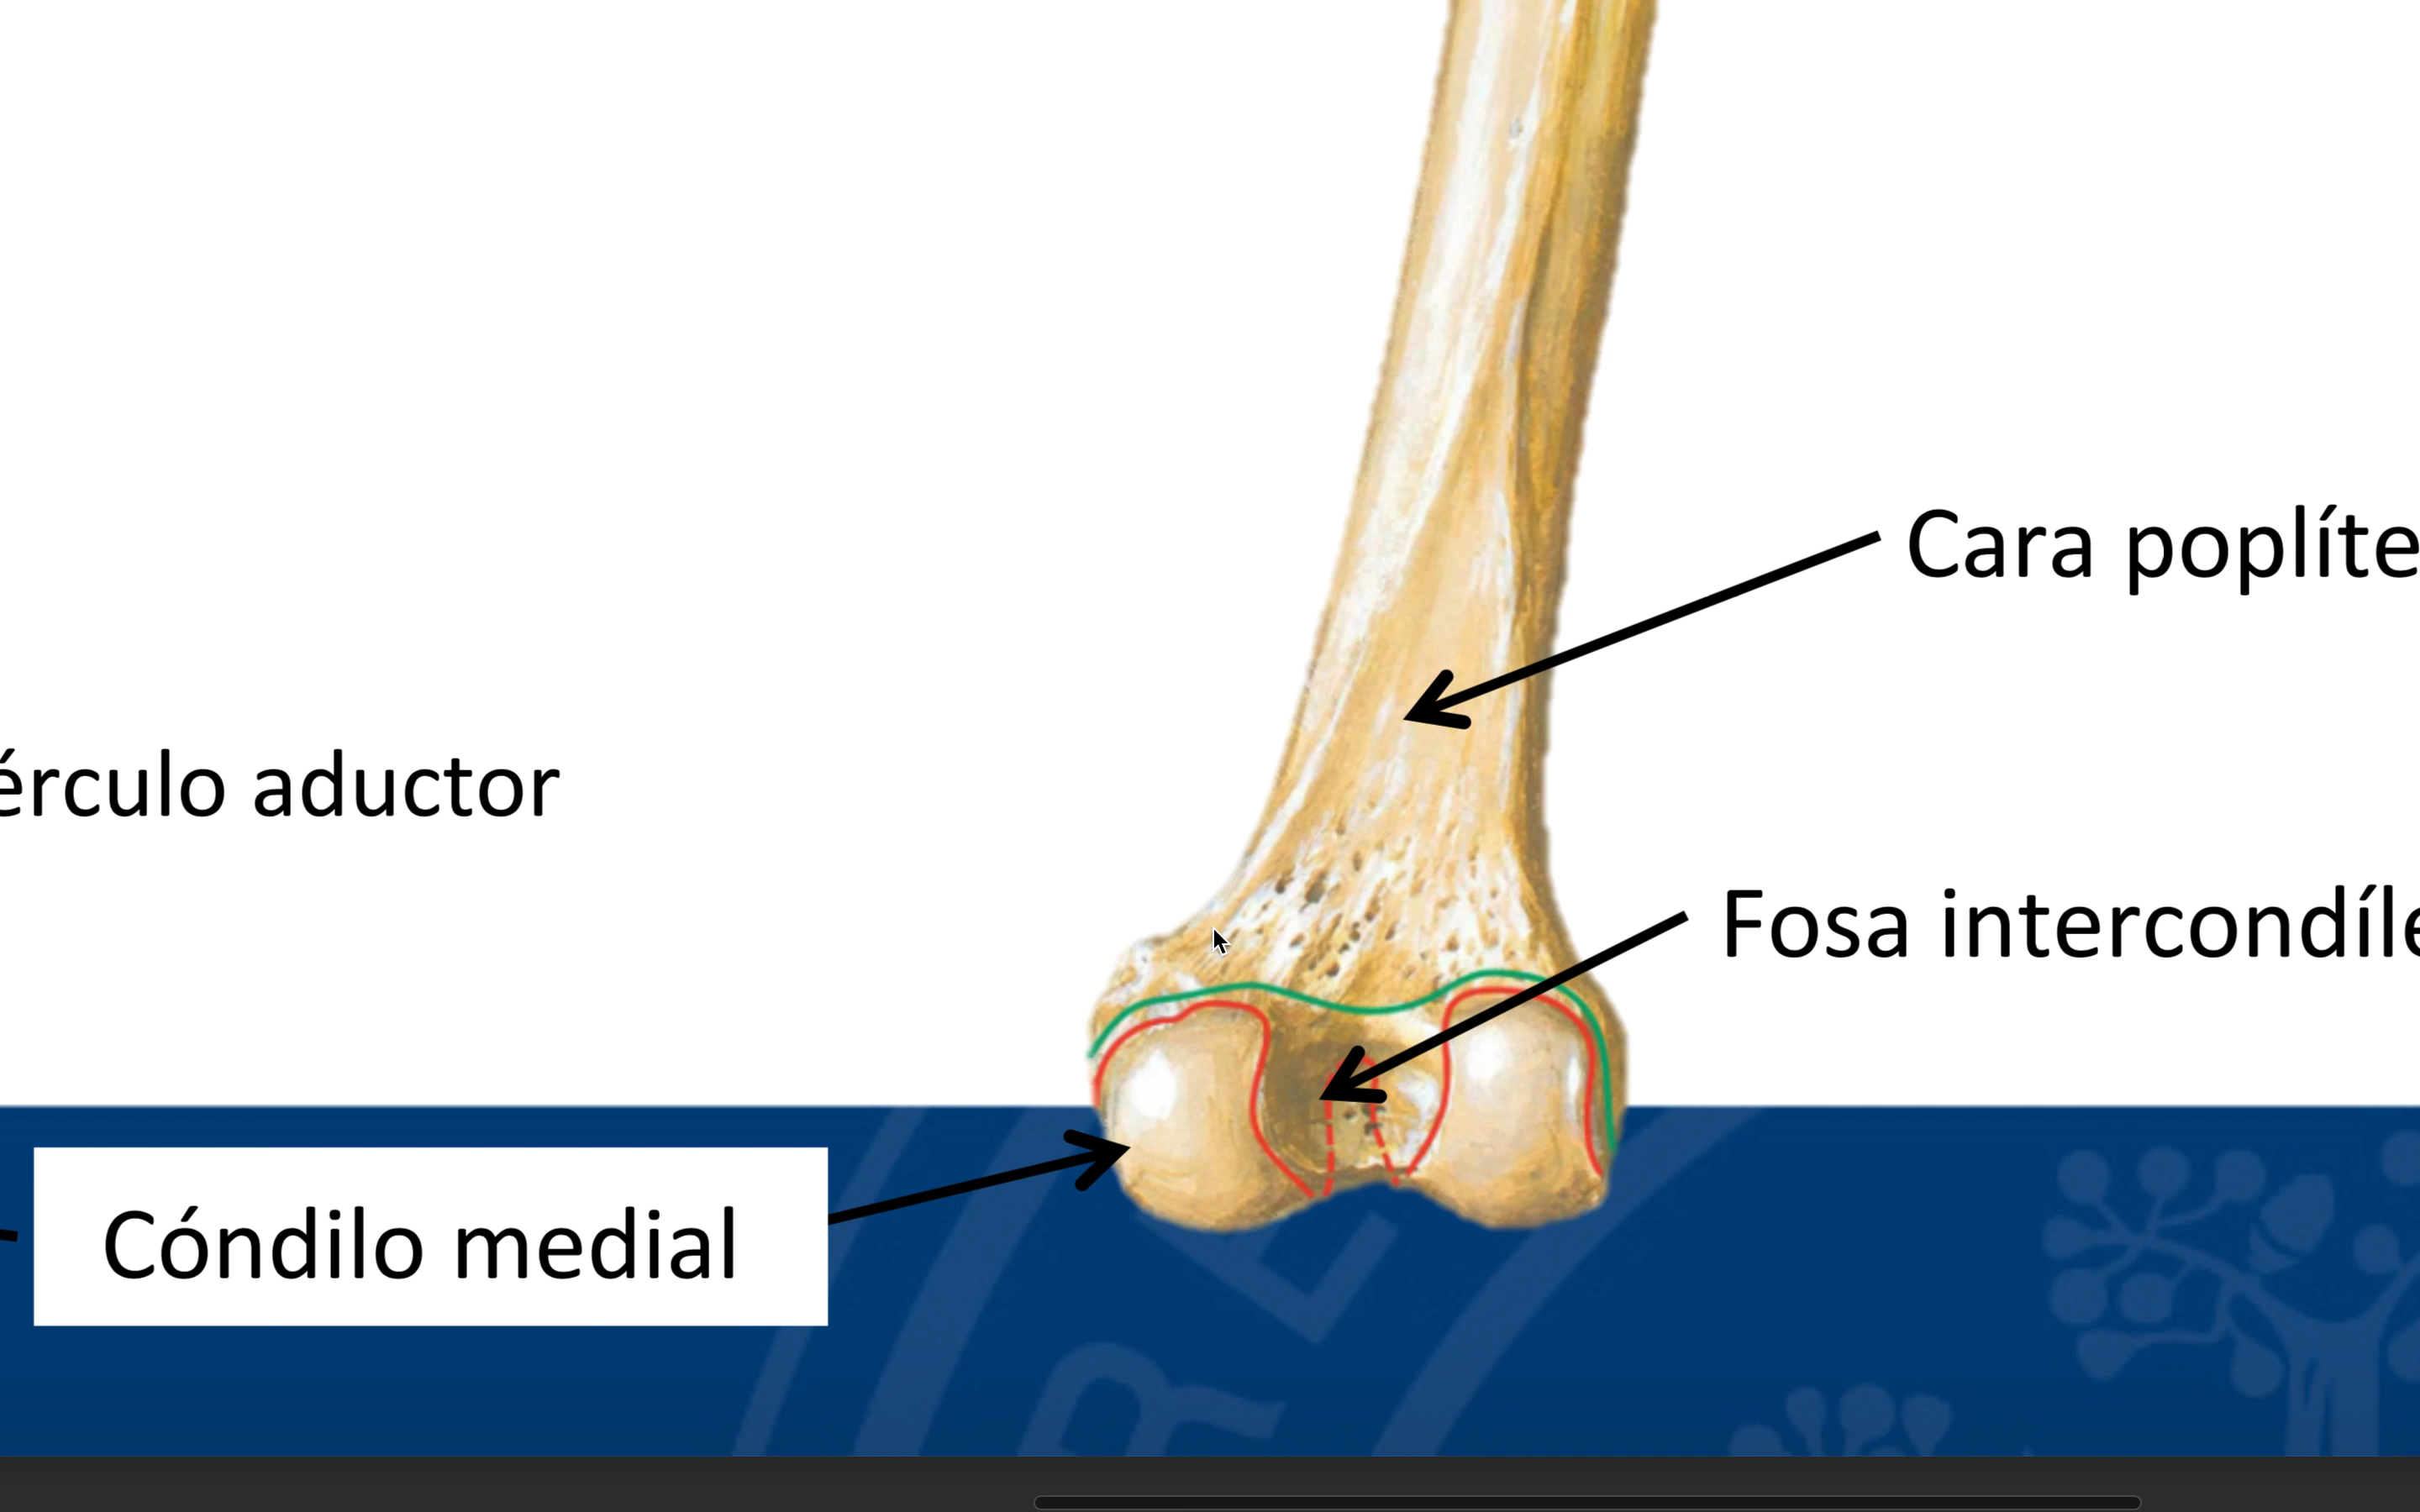 Cara poplíte
érculo aductor
Fosa intercondíle
Cóndilo medial